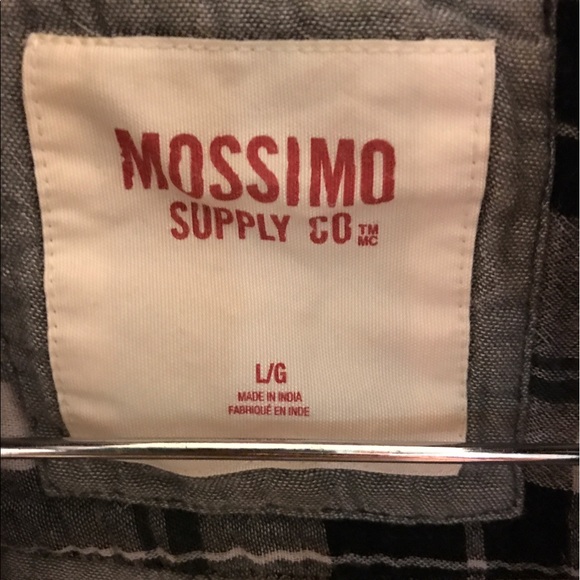 MOSSIMO
SUPPLY CO TM MC
L/G
MADE IN INDIA
FABRIQUÉ EN INDE